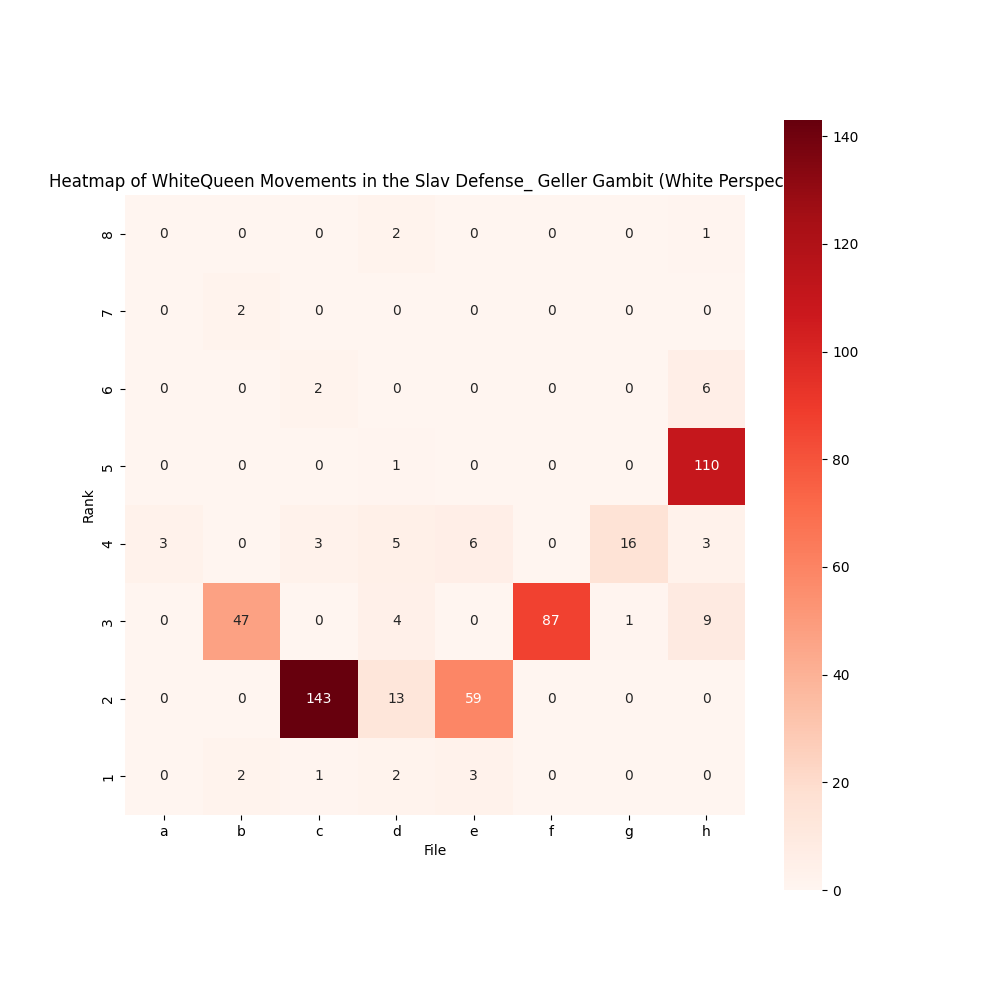 Heatmap of WhiteQueen Movements in the Slav Defense_ Geller Gambit (White Perspec
8 0 0 0 2 0 0 0 1
7 0 2 0 0 0 0 0 0
6 0 0 2 0 0 0 0 6
5 0 0 0 1 0 0 0 110
4 3 0 3 5 6 0 16 3
3 0 47 0 4 0 87 1 9
2 0 0 143 13 59 0 0 0
1 0 2 1 2 3 0 0 0
a b c d e f g h
File
Rank
140
120
100
80
60
40
20
0